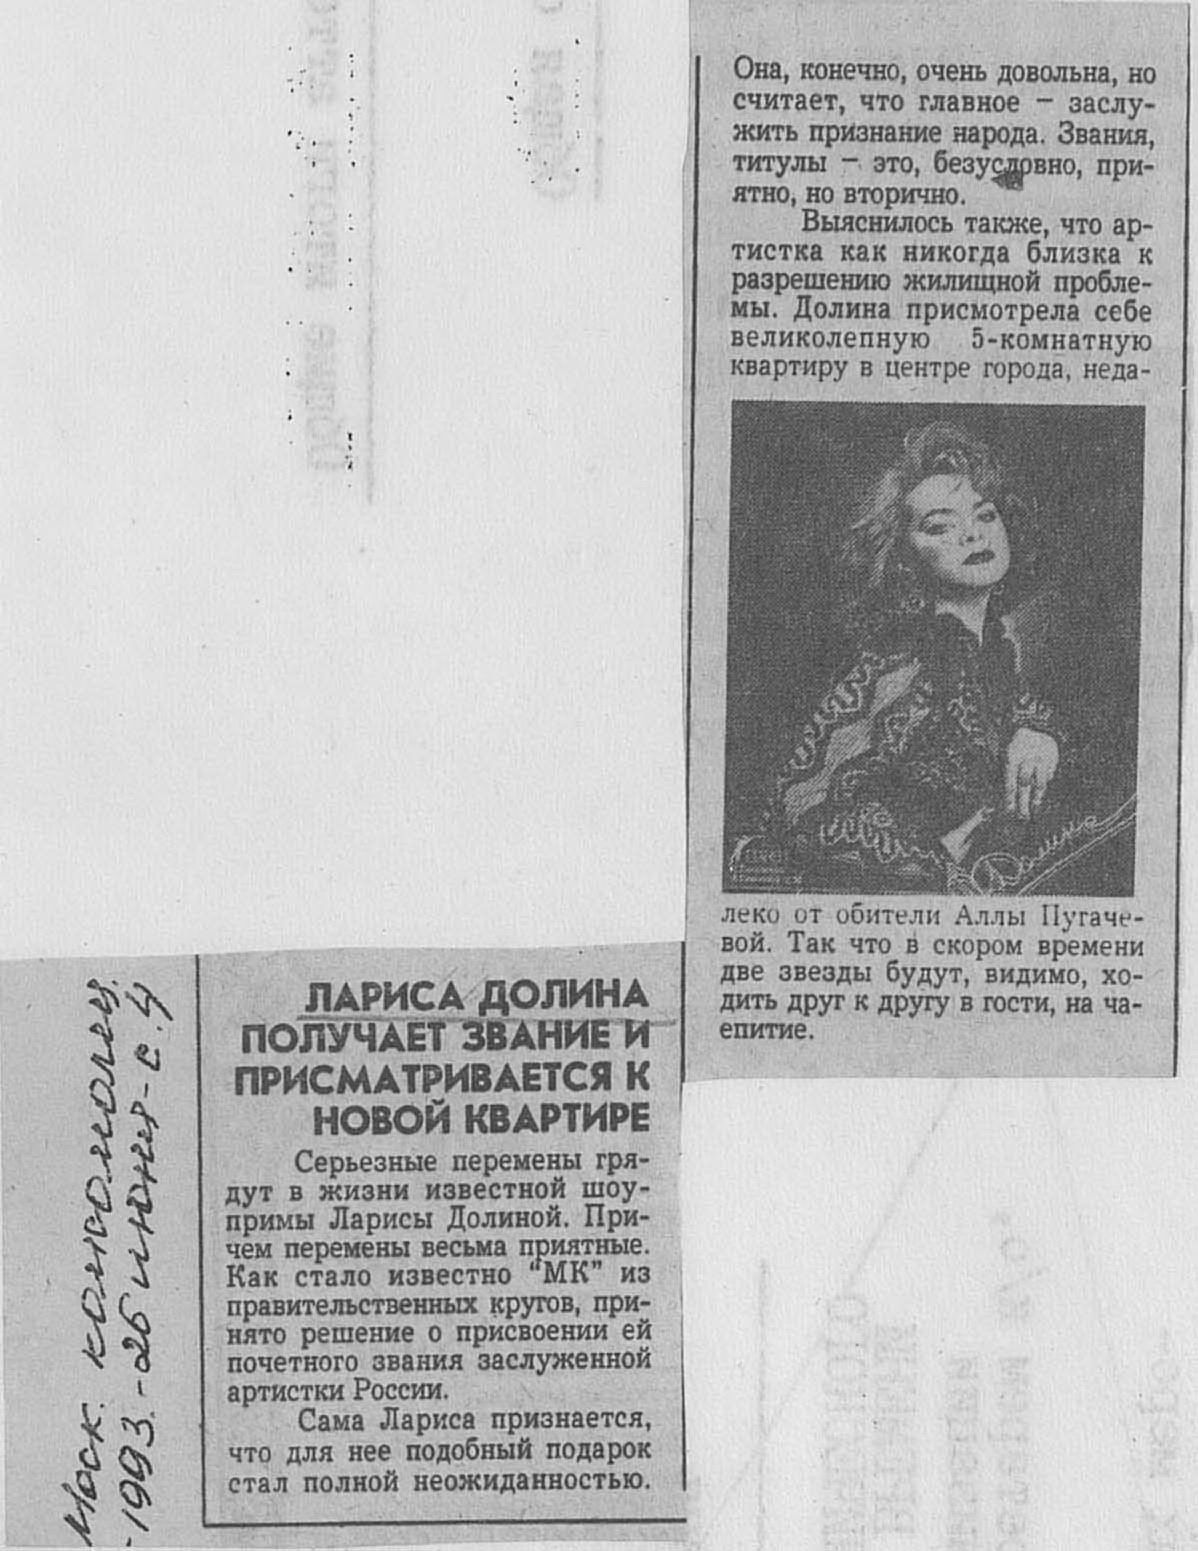 Моск. комсомолец.
-1993.-26 июня-с.4
ЛАРИСА ДОЛИНА
ПОЛУЧАЕТ ЗВАНИЕ И
ПРИСМАТРИВАЕТСЯ К
НОВОЙ КВАРТИРЕ
Серьезные перемены гря-
дут в жизни известной шоу-
примы Ларисы Долиной. При-
чем перемены весьма приятные.
Как стало известно “МК” из
правительственных кругов, при-
нято решение о присвоении ей
почетного звания заслуженной
артистки России.
Сама Лариса признается,
что для нее подобный подарок
стал полной неожиданностью.
Она, конечно, очень довольна, но
считает, что главное – заслу-
жить признание народа. Звания,
титулы – это, безусловно, при-
ятно, но вторично.
Выяснилось также, что ар-
тистка как никогда близка к
разрешению жилищной пробле-
мы. Долина присмотрела себе
великолепную 5-комнатную
квартиру в центре города, неда-
Долина
леко от обители Аллы Пугаче-
вой. Так что в скором времени
две звезды будут, видимо, хо-
дить друг к другу в гости, на ча-
епитие.